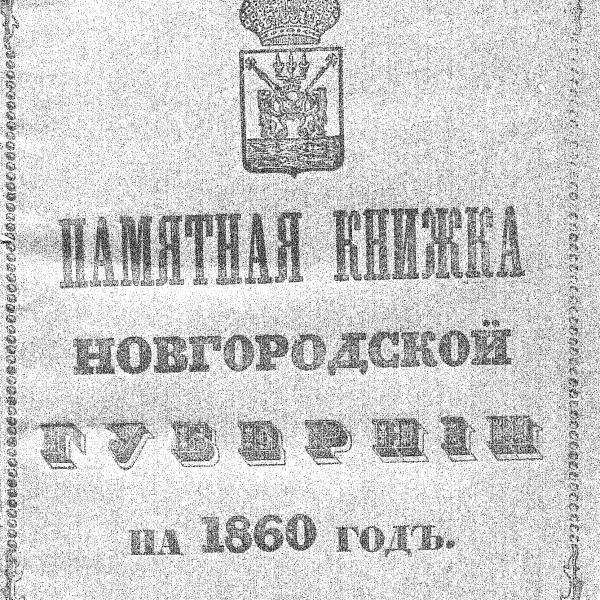 ПАМЯТНАЯ КНИЖКА
НОВГОРОДСКОЙ
ГУБЕРНІИ
НА 1860 ГОДЪ.